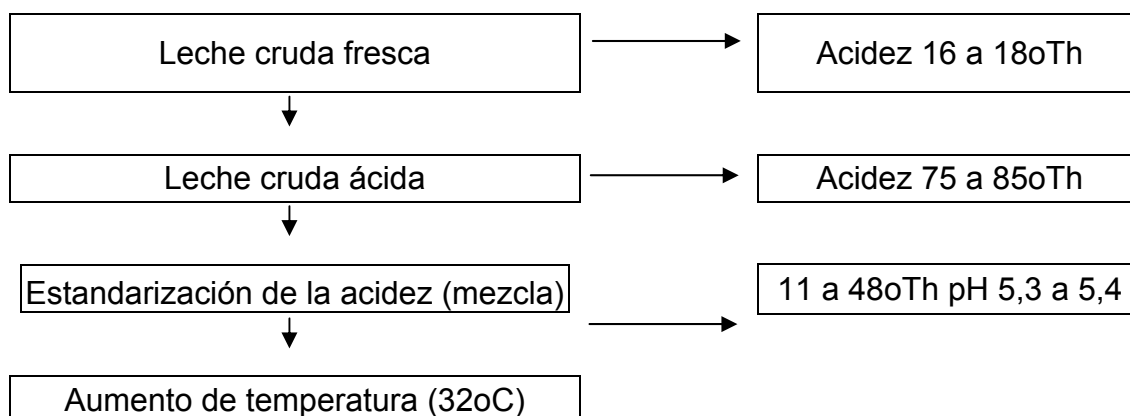 Leche cruda fresca
Acidez 16 a 18oTh
Leche cruda ácida
Acidez 75 a 85oTh
Estandarización de la acidez (mezcla)
11 a 48oTh pH 5,3 a 5,4
Aumento de temperatura (32oC)